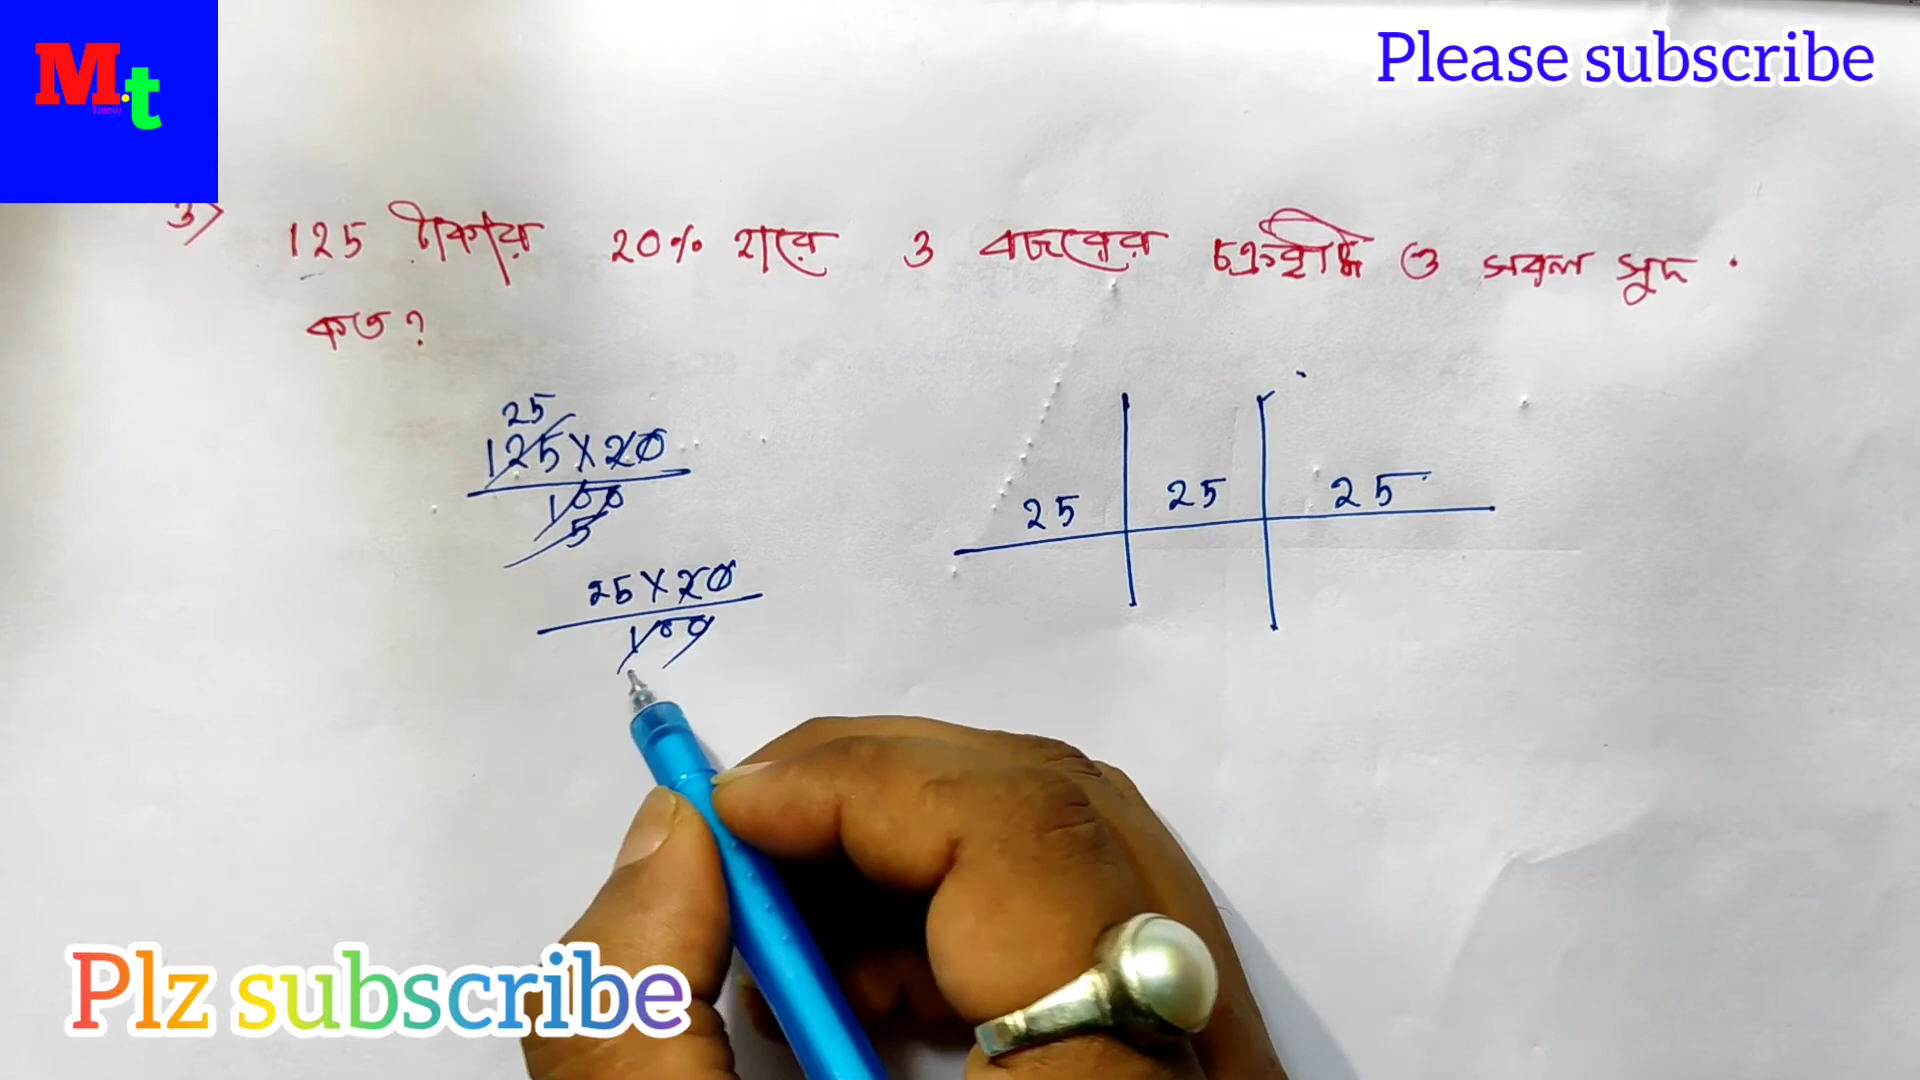 M.t
Please subscribe
3) 125 টাকায় 20% হারে 3 বছরের চক্রবৃদ্ধি ও সরল সুদ
কত?
25
125 x 20
100
5
25 | 25 | 25
25 x 20
100
Plz subscribe